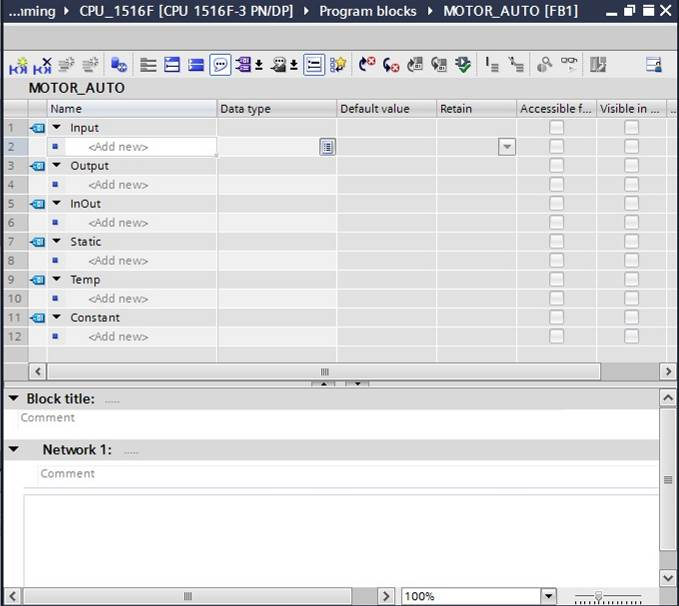 ...ming ▸ CPU_1516F [CPU 1516F-3 PN/DP] ▸ Program blocks ▸ MOTOR_AUTO [FB1]
MOTOR_AUTO
Name Data type Default value Retain Accessible f... Visible in ... ..
1 Input
2 <Add new>
3 Output
4 <Add new>
5 InOut
6 <Add new>
7 Static
8 <Add new>
9 Temp
10 <Add new>
11 Constant
12 <Add new>
Block title: .....
Comment
Network 1: .....
Comment
100%